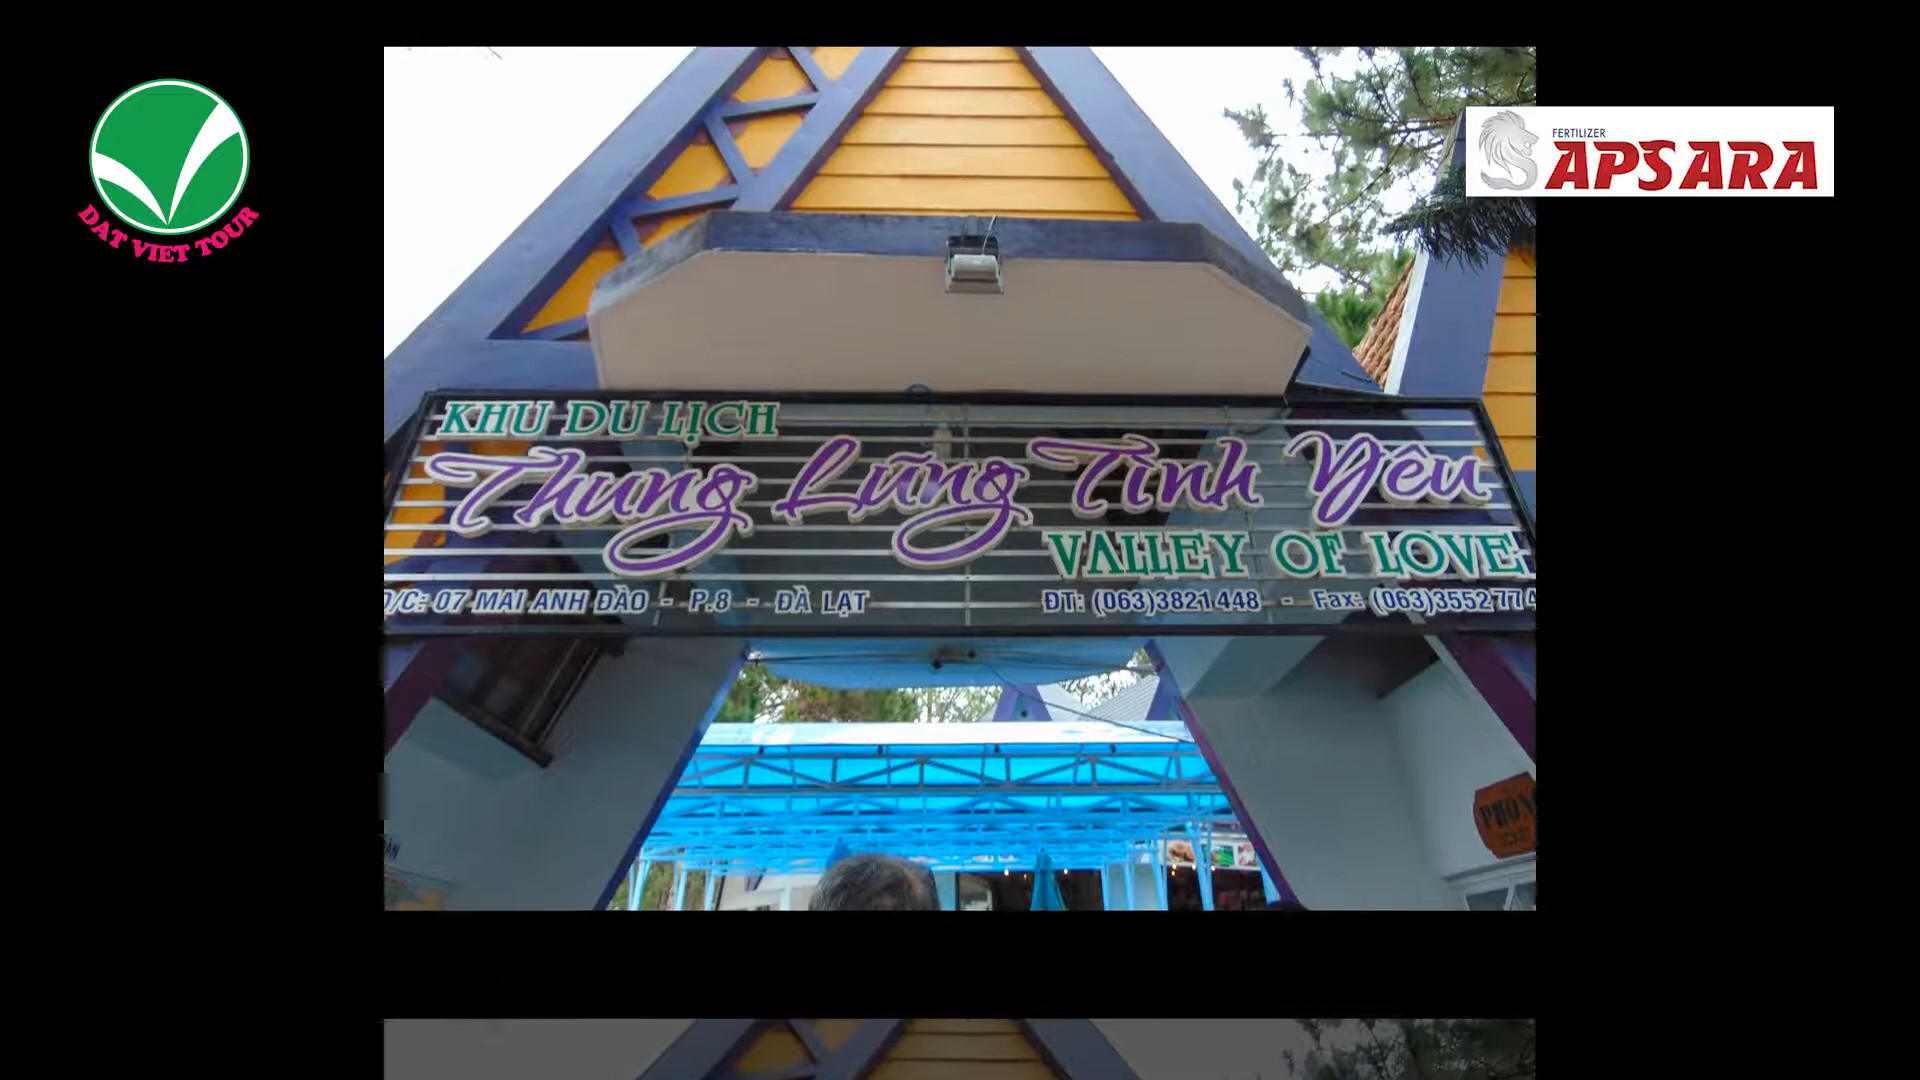 DAT VIET TOUR
FERTILIZER
APSARA
KHU DU LỊCH
Thung Lũng Tình Yêu
VALLEY OF LOVE
Đ/C: 07 MAI ANH ĐÀO - P.8 - ĐÀ LẠT
ĐT: (063)3821448 - Fax: (063)3552774
PHÒNG